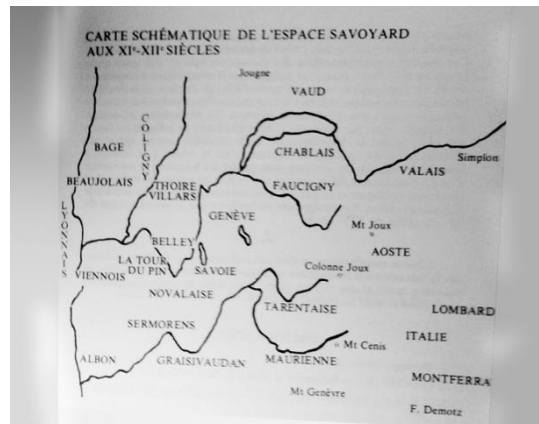 CARTE SCHÉMATIQUE DE L'ESPACE SAVOYARD
AUX XIe-XIIe SIÈCLES
Jougne
VAUD
COLIGNY
BAGE
CHABLAIS
Simplon
VALAIS
BEAUJOLAIS
THOIRE
VILLARS
FAUCIGNY
LYONNAIS
GENÈVE
Mt Joux
BELLEY
AOSTE
LA TOUR
DU PIN
SAVOIE
Colonne Joux
VIENNOIS
NOVALAISE
TARENTAISE
LOMBARD
SERMORENS
ITALIE
ALBON
GRAISIVAUDAN
MAURIENNE
Mt Cenis
MONTFERRA
Mt Genèvre
F. Demotz